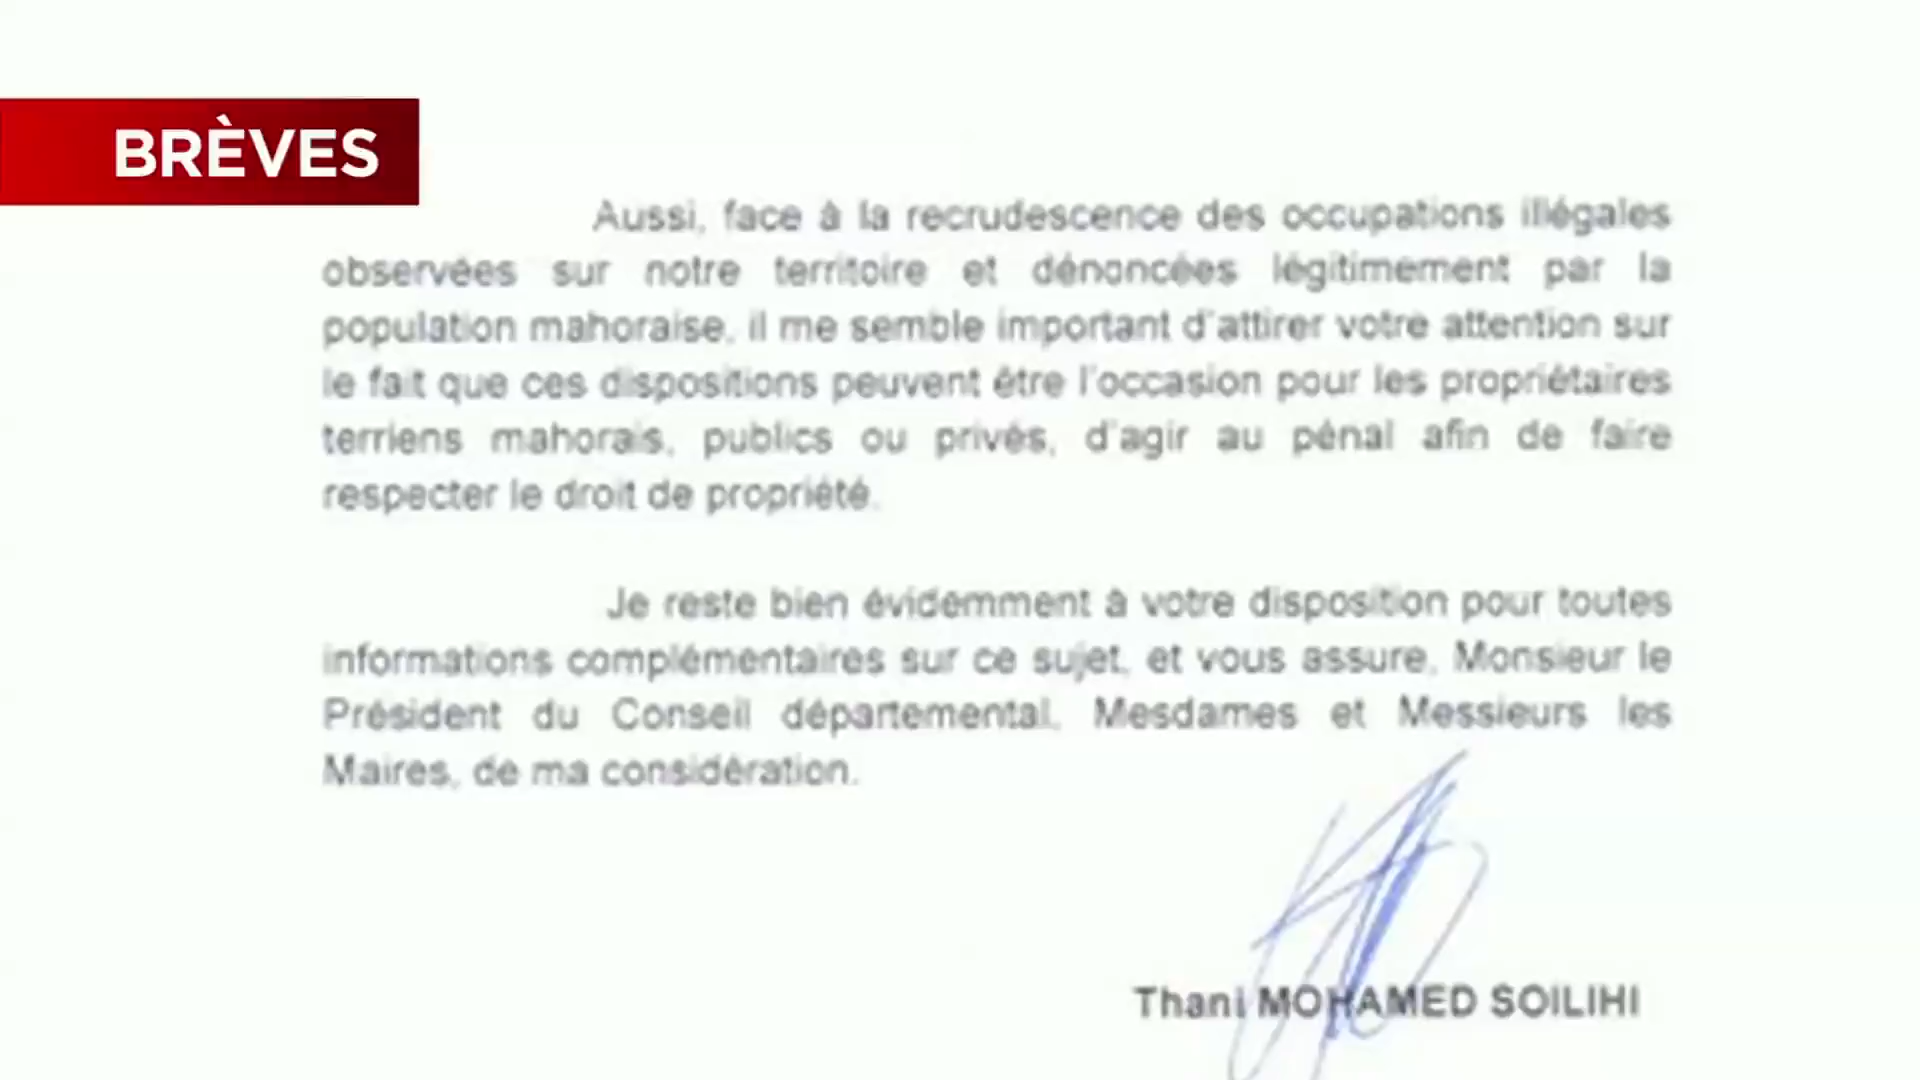 BRÈVES
Aussi, face à la recrudescence des occupations illégales
observées sur notre territoire et dénoncées légitimement par la
population mahoraise, il me semble important d'attirer votre attention sur
le fait que ces dispositions peuvent être l'occasion pour les propriétaires
terriens mahorais, publics ou privés, d'agir au pénal afin de faire
respecter le droit de propriété.
Je reste bien évidemment à votre disposition pour toutes
informations complémentaires sur ce sujet, et vous assure, Monsieur le
Président du Conseil départemental, Mesdames et Messieurs les
Maires, de ma considération.
Thani MOHAMED SOILIHI